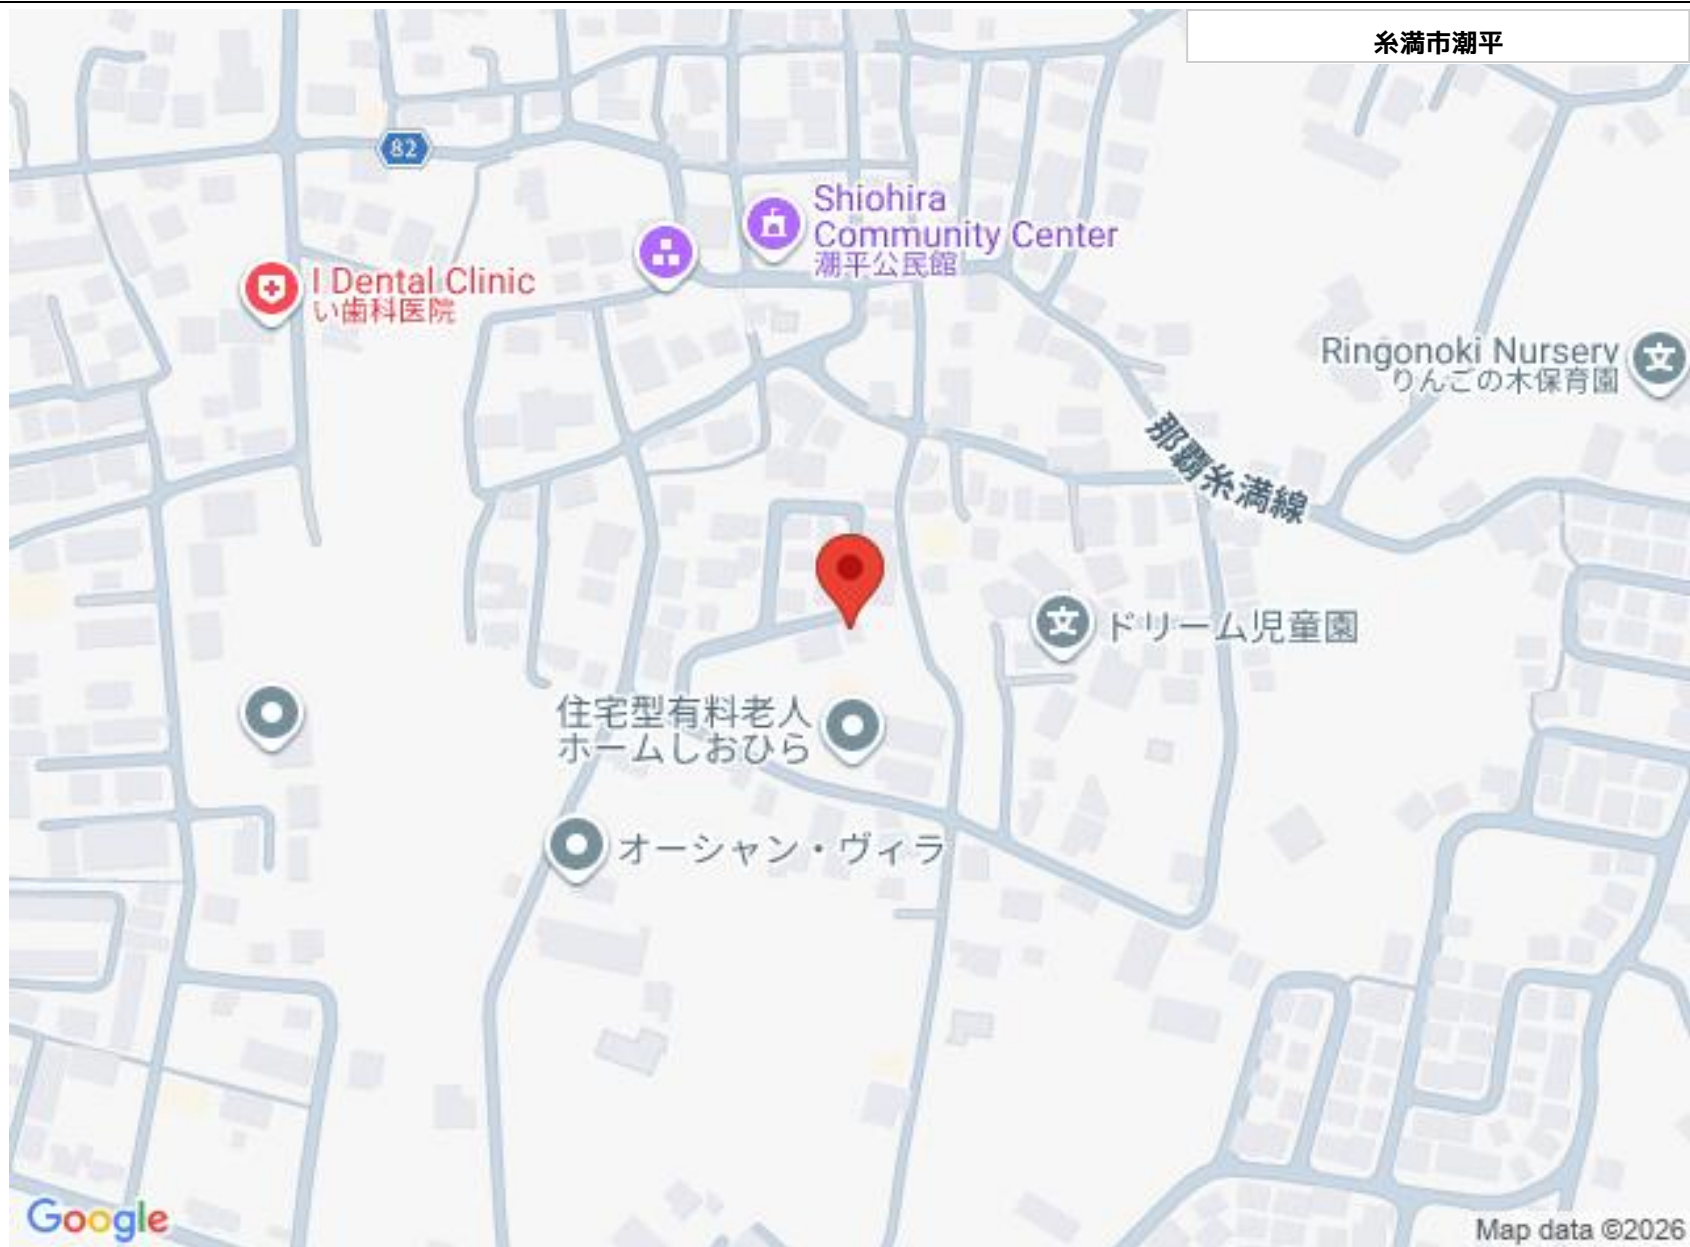 糸満市潮平
82
Shiohira
Community Center
潮平公民館
I Dental Clinic
い歯科医院
Ringonoki Nursery
りんごの木保育園
那覇糸満線
ドリーム児童園
住宅型有料老人
ホームしおひら
オーシャン・ヴィラ
Google
Map data ©2026